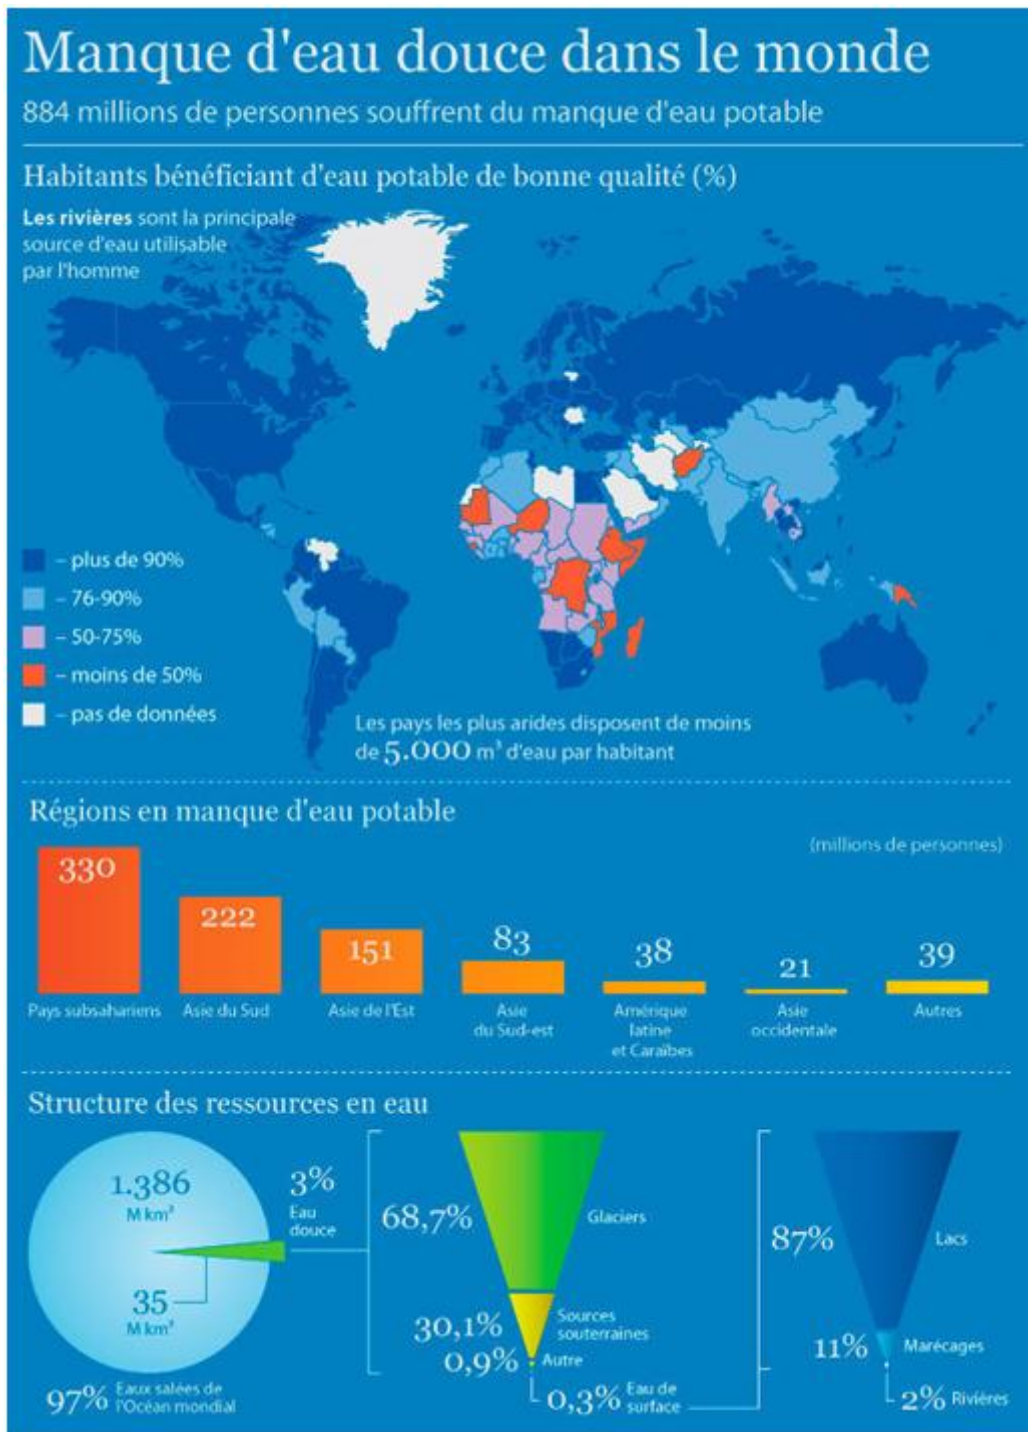 Manque d'eau douce dans le monde
884 millions de personnes souffrent du manque d'eau potable
Habitants bénéficiant d'eau potable de bonne qualité (%)
Les rivières sont la principale
source d'eau utilisable
par l'homme
– plus de 90%
– 76-90%
– 50-75%
– moins de 50%
– pas de données
Les pays les plus arides disposent de moins
de 5.000 m³ d'eau par habitant
Régions en manque d'eau potable
(millions de personnes)
330
222
151
83
38
21
39
Pays subsahariens
Asie du Sud
Asie de l'Est
Asie
du Sud-est
Amérique
latine
et Caraïbes
Asie
occidentale
Autres
Structure des ressources en eau
1.386
M km³
35
M km³
97% Eaux salées de
l'Océan mondial
3%
Eau
douce
68,7%
Glaciers
30,1%
Sources
souterraines
0,9%
Autre
0,3% Eau de
surface
87%
Lacs
11%
Marécages
2% Rivières